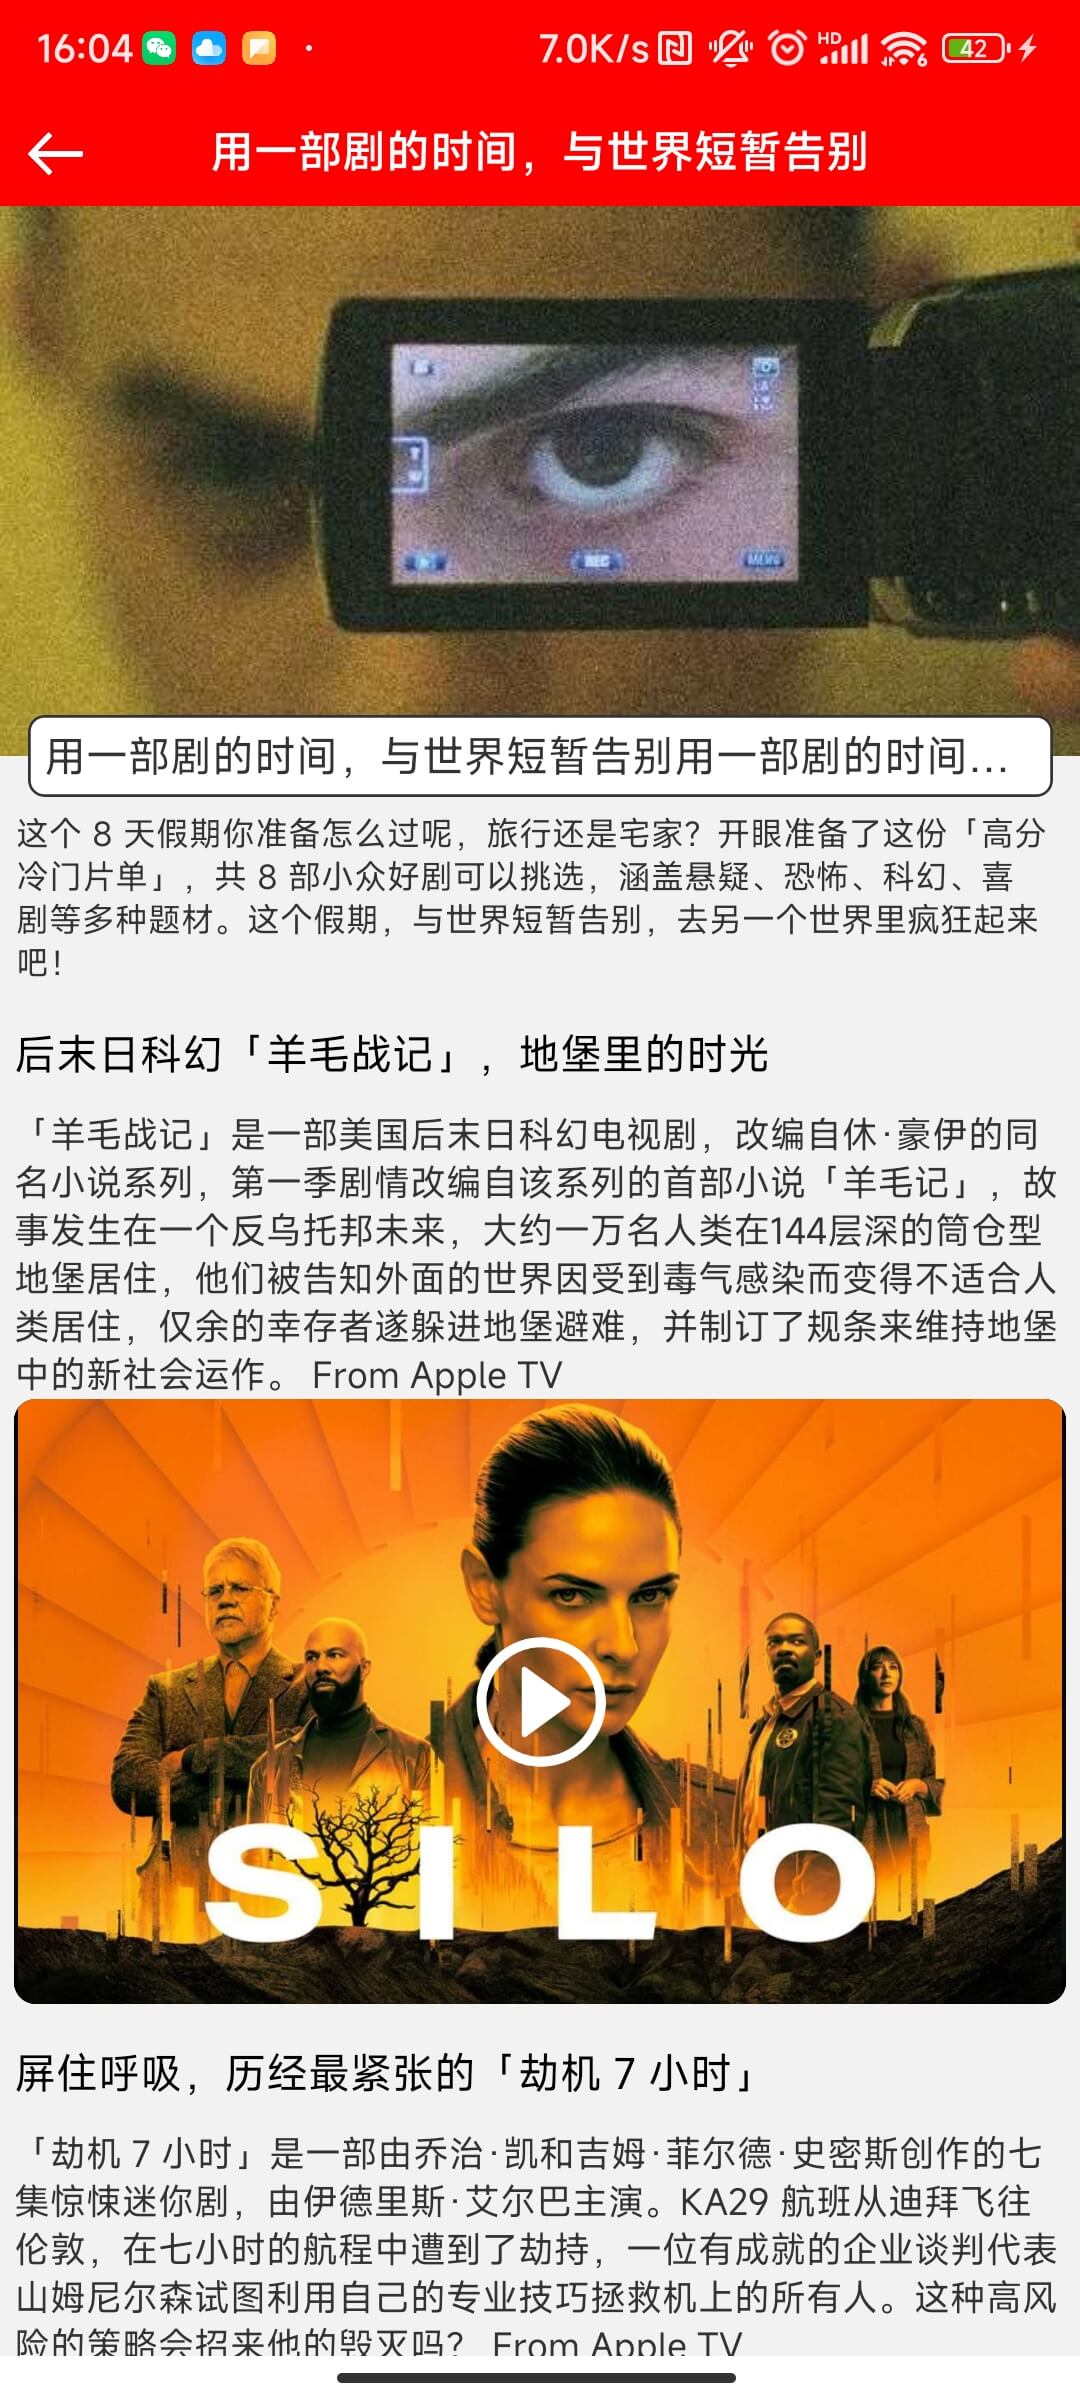 16:04
7.0K/s
HD
6
42
用一部剧的时间，与世界短暂告别
REC
MENU
用一部剧的时间，与世界短暂告别用一部剧的时间...
这个 8 天假期你准备怎么过呢，旅行还是宅家？开眼准备了这份「高分
冷门片单」，共 8 部小众好剧可以挑选，涵盖悬疑、恐怖、科幻、喜
剧等多种题材。这个假期，与世界短暂告别，去另一个世界里疯狂起来
吧！
后末日科幻「羊毛战记」，地堡里的时光
「羊毛战记」是一部美国后末日科幻电视剧，改编自休·豪伊的同
名小说系列，第一季剧情改编自该系列的首部小说「羊毛记」，故
事发生在一个反乌托邦未来，大约一万名人类在144层深的筒仓型
地堡居住，他们被告知外面的世界因受到毒气感染而变得不适合人
类居住，仅余的幸存者遂躲进地堡避难，并制订了规条来维持地堡
中的新社会运作。 From Apple TV
SILO
屏住呼吸，历经最紧张的「劫机 7 小时」
「劫机 7 小时」是一部由乔治·凯和吉姆·菲尔德·史密斯创作的七
集惊悚迷你剧，由伊德里斯·艾尔巴主演。KA29 航班从迪拜飞往
伦敦，在七小时的航程中遭到了劫持，一位有成就的企业谈判代表
山姆尼尔森试图利用自己的专业技巧拯救机上的所有人。这种高风
险的策略会招来他的毁灭吗？ From Apple TV